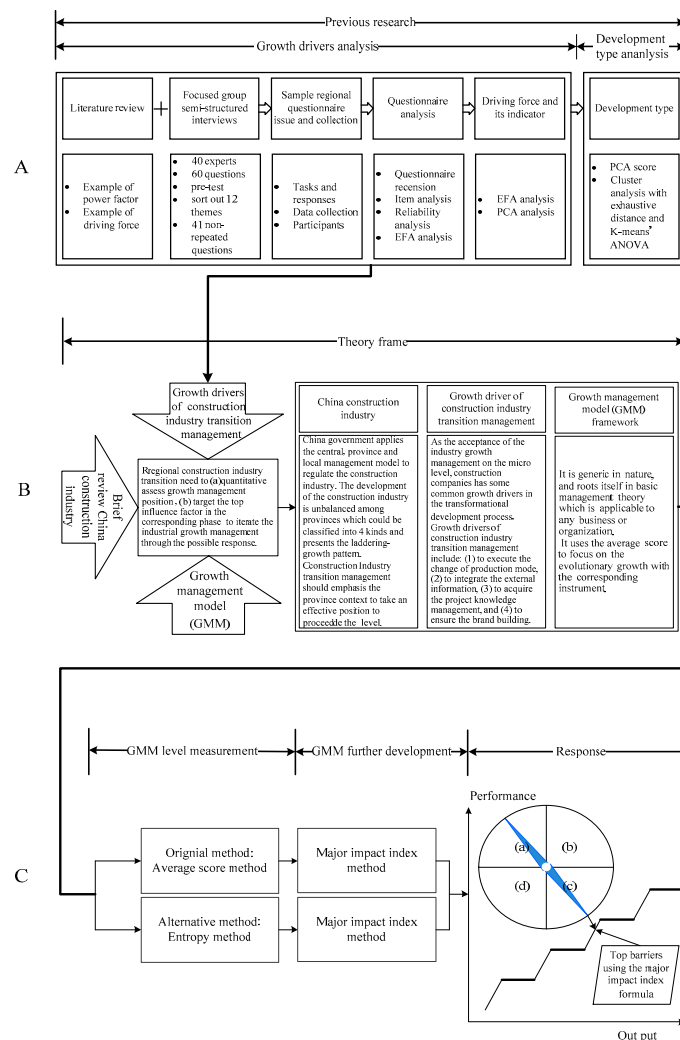 Previous research
Growth drivers analysis
Development
type ananlysis
A
Literature review
+
Focused group
semi-structured
interviews
Sample regional
questionnaire
issue and collection
Questionnaire
analysis
Driving force and
its indicator
Development type
• Example of
power factor
• Example of
driving force
• 40 experts
• 60 questions
• pre-test
• sort out 12
themes
• 41 non-
repeated
questions
• Tasks and
responses
• Data collection
• Participants
• Questionnaire
recension
• Item analysis
• Reliability
analysis
• EFA analysis
• EFA analysis
• PCA analysis
• PCA score
• Cluster
analysis with
exhaustive
distance and
K-means’
• ANOVA
Theory frame
B
Growth drivers
of construction
industry transition
management
Brief
review China
construction
industry
Rregional construction industry
transition need to (a)quantitative
assess growth management
position, (b) target the top
influence factor in the
corresponding phase to iterate the
industrial growth management
through the possible response.
Growth
management
model
(GMM)
China construction
industry
China government applies
the central, province and
local management model to
regulate the construction
industry. The development
of the construction industry
is unbalanced among
provinces which could be
classified into 4 kinds and
presents the laddering-
growth pattern.
Cconstruction Industry
transition management
should emphasis the
province context to take an
effective position to
proceedde the level.
Growth driver of
construction industry
transition management
As the acceptance of the
industry growth
management on the micro
level, construction
companies has some
common growth drivers in
the transformational
development process.
Growth drivers of
construction industry
transition management
include: (1) to execute the
change of production mode,
(2) to integrate the external
information, (3) to acquire
the project knowledge
management, and (4) to
ensure the brand building.
Growth management
model (GMM)
framework
It is generic in nature,
and roots itself in basic
management theory
which is applicable to
any business or
organization.
It uses the average score
to focus on the
evolutionary growth with
the corresponding
instrument.
C
GMM level measurement
GMM further development
Response
Orignial method:
Average score method
Major impact index
method
Alternative method:
Entropy method
Major impact index
method
Performance
(a)
(b)
(d)
(c)
Top barriers
using the major
impact index
formula
Out put